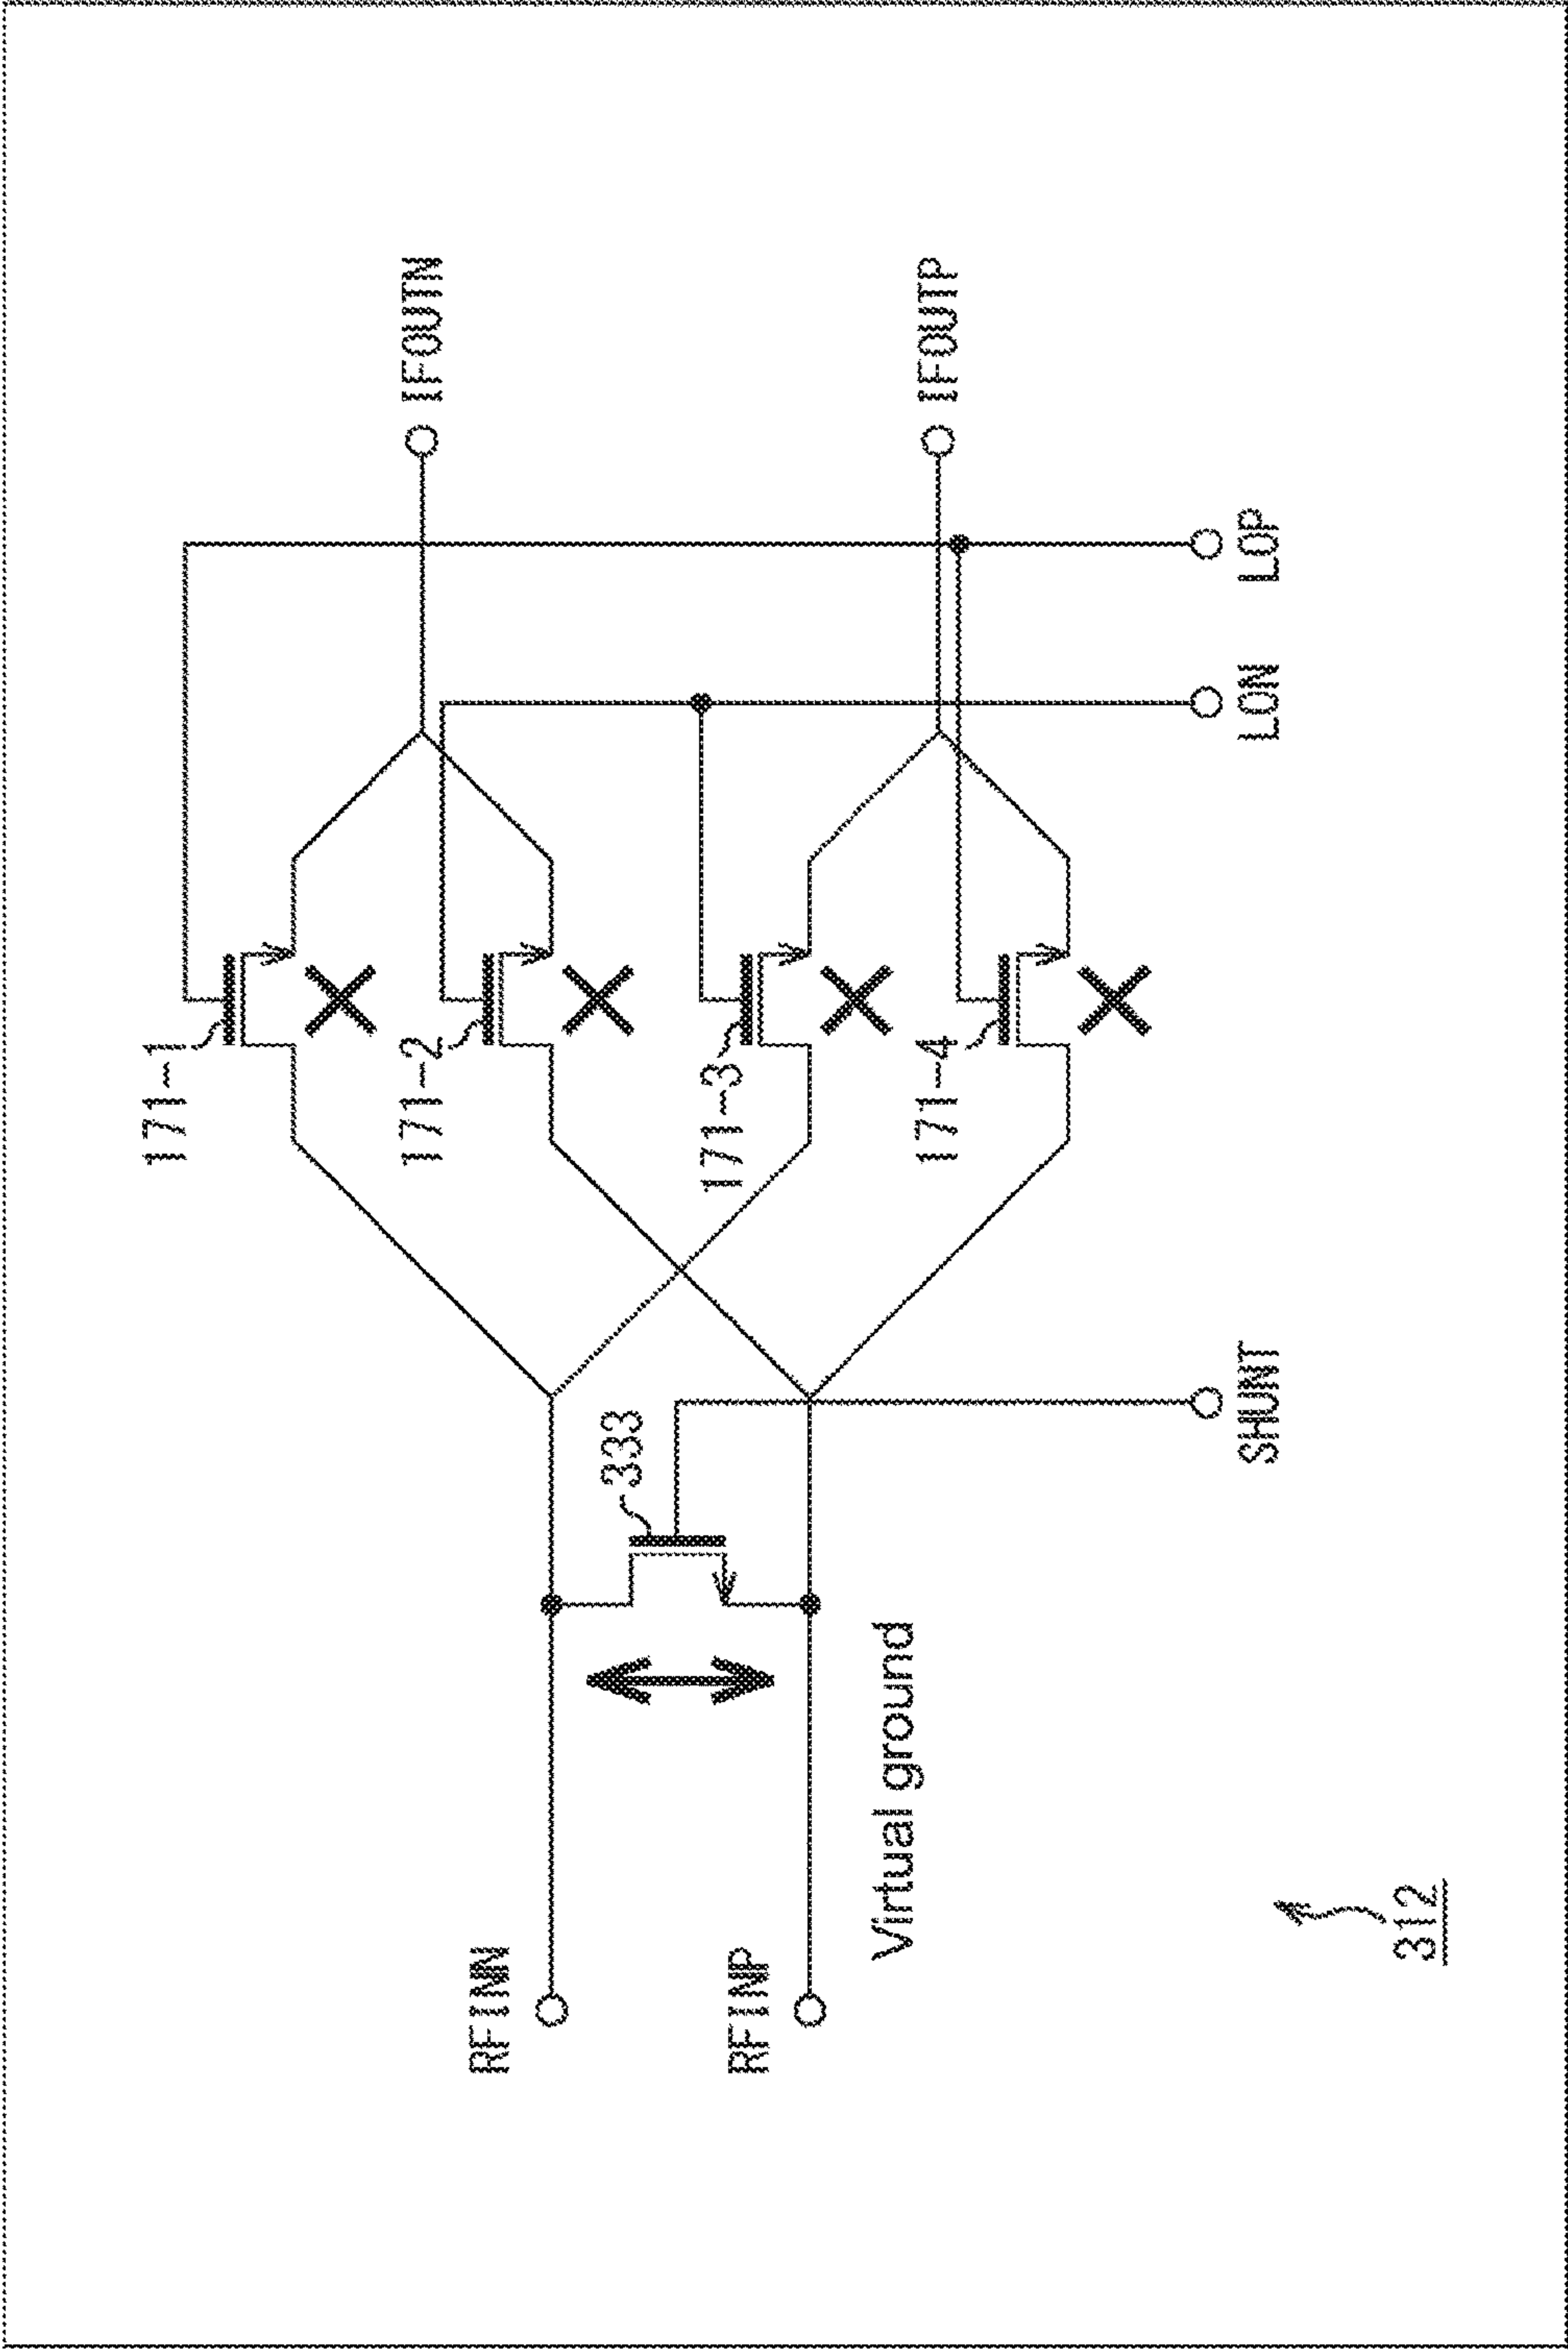 171-1
171-2
171-3
171-4
IFOUTN
IFOUTP
RFINN
RFINP
333
Virtual ground
SHUNT
LON
LOP
312